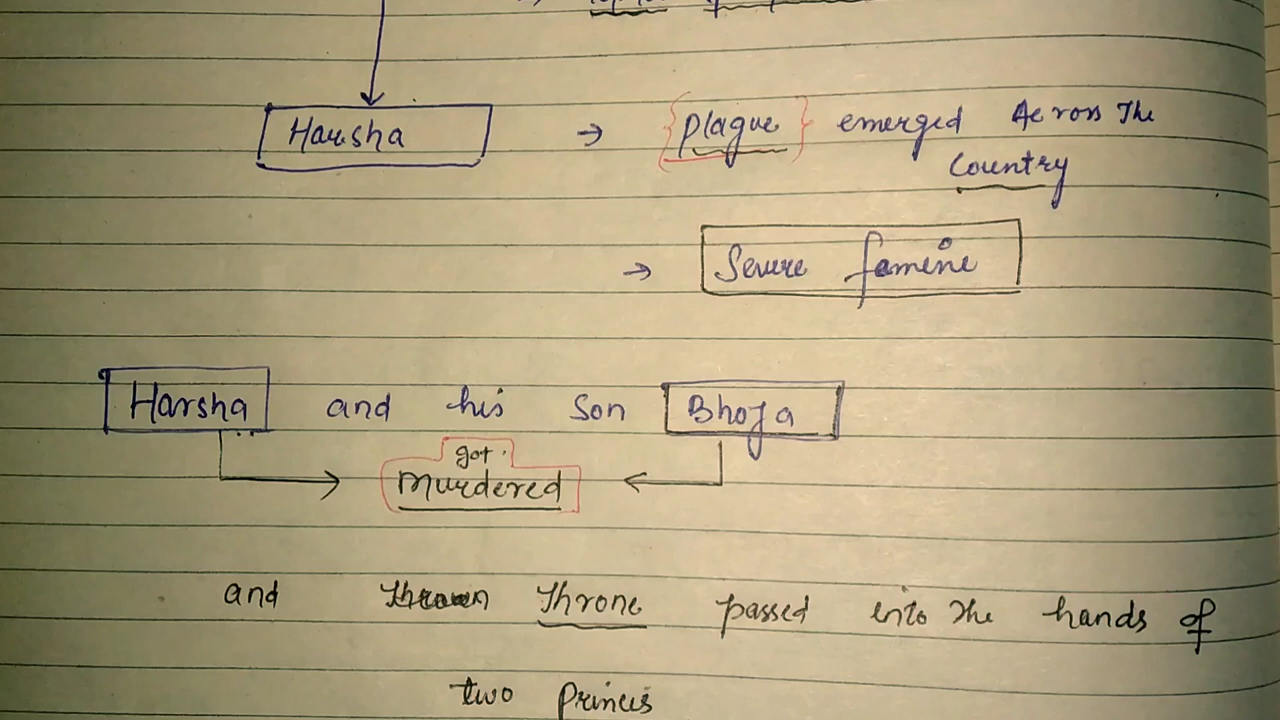 Harsha → {Plague} emerged Across The
Country
→ Severe famine
Harsha and his son Bhoja
got
murdered
and Throne passed into The hands of
two Princes